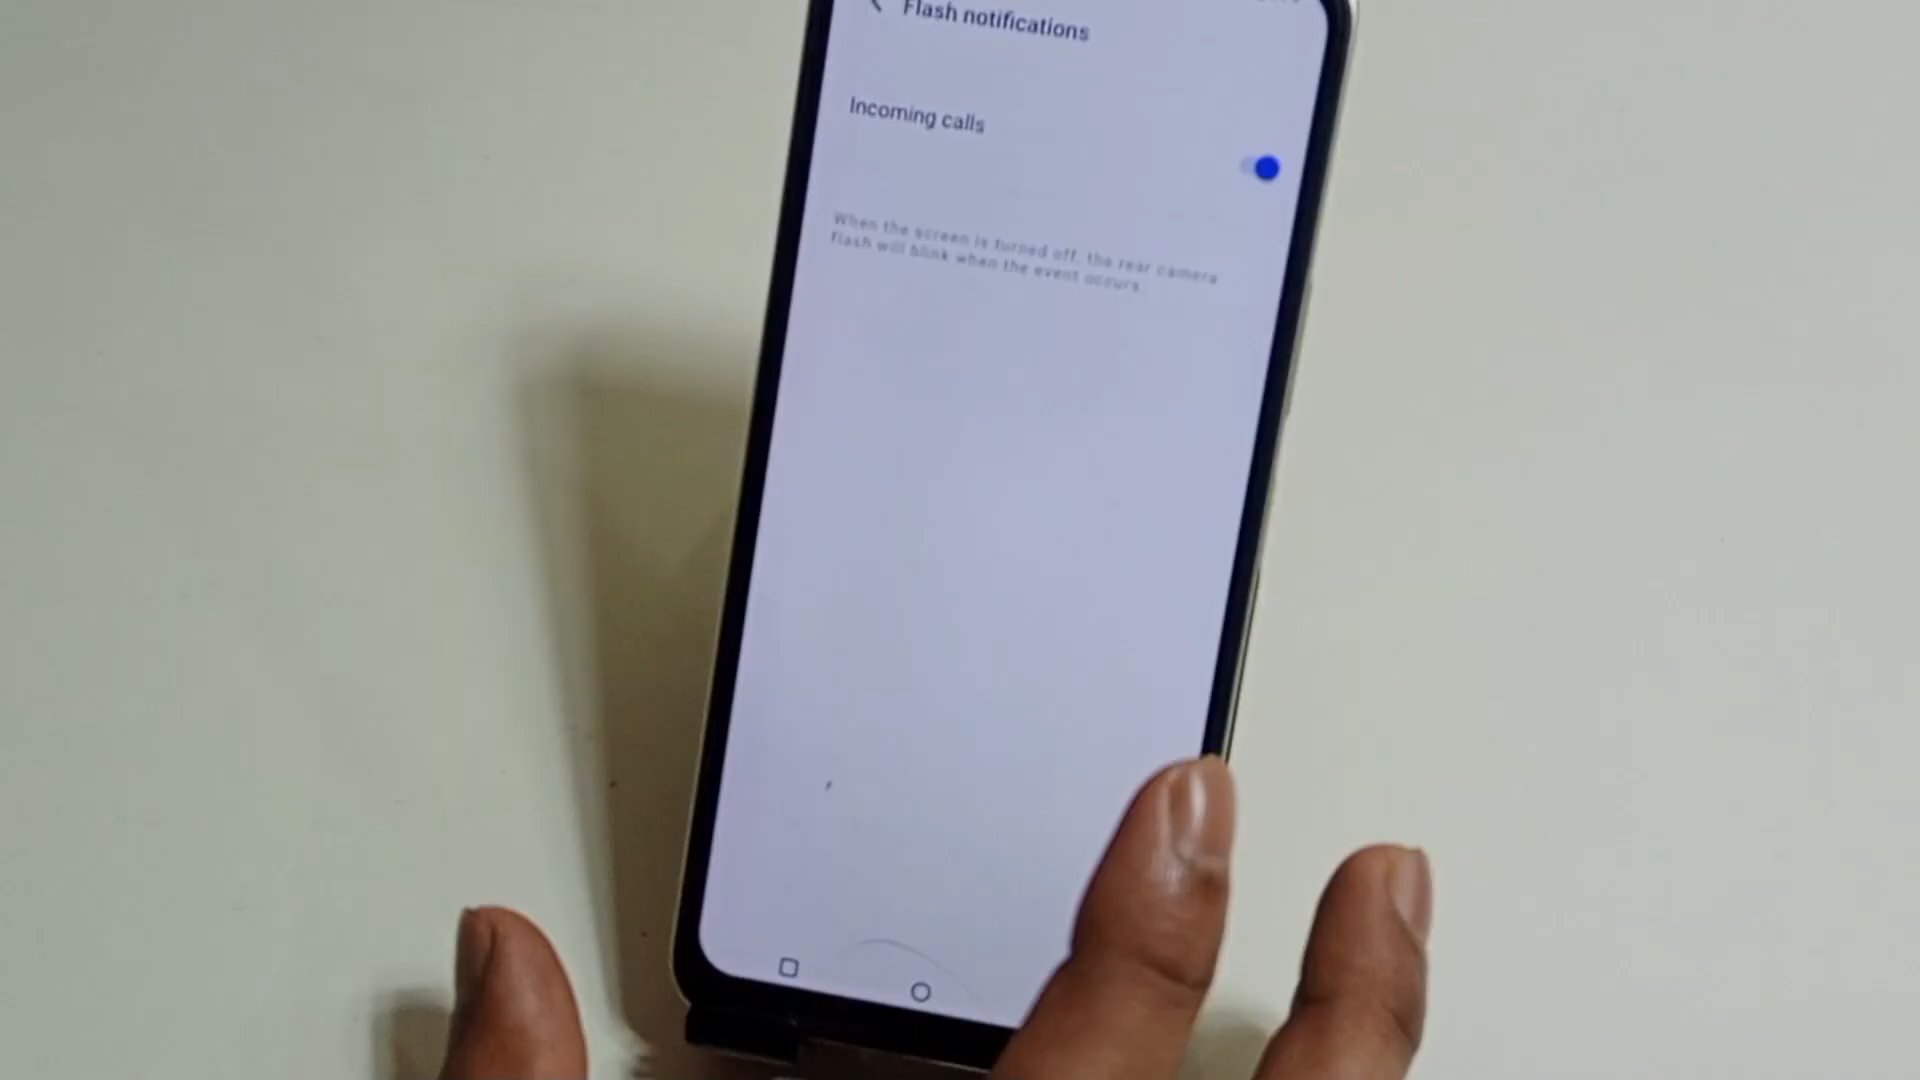 Flash notifications
Incoming calls
When the screen is turned off, the rear camera
flash will blink when the event occurs.